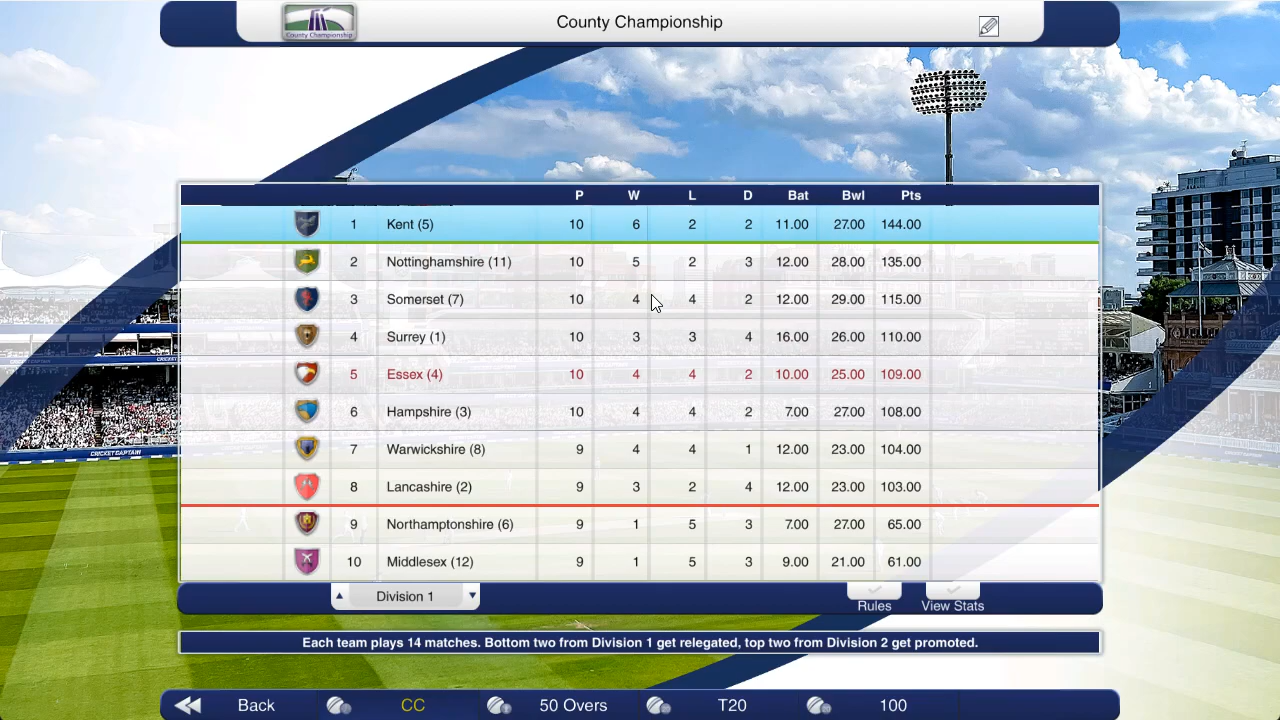 County Championship
County Championship
P W L D Bat Bwl Pts
1 Kent (5) 10 6 2 2 11.00 27.00 144.00
2 Nottinghamshire (11) 10 5 2 3 12.00 28.00 135.00
3 Somerset (7) 10 4 4 2 12.00 29.00 115.00
4 Surrey (1) 10 3 3 4 16.00 26.00 110.00
5 Essex (4) 10 4 4 2 10.00 25.00 109.00
6 Hampshire (3) 10 4 4 2 7.00 27.00 108.00
7 Warwickshire (8) 9 4 4 1 12.00 23.00 104.00
8 Lancashire (2) 9 3 2 4 12.00 23.00 103.00
9 Northamptonshire (6) 9 1 5 3 7.00 27.00 65.00
10 Middlesex (12) 9 1 5 3 9.00 21.00 61.00
CRICKET CAPTAIN
Division 1
Rules View Stats
Each team plays 14 matches. Bottom two from Division 1 get relegated, top two from Division 2 get promoted.
Back CC 50 Overs T20 100